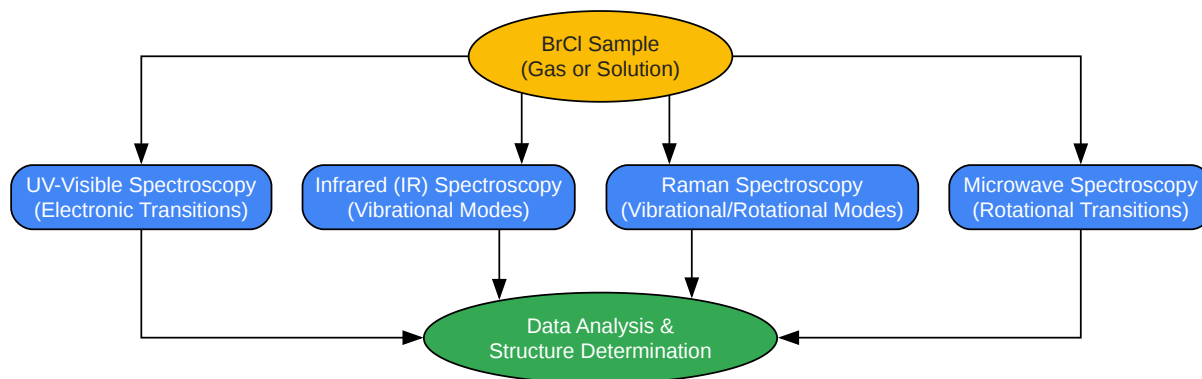 BrCl Sample
(Gas or Solution)
UV-Visible Spectroscopy
(Electronic Transitions)
Infrared (IR) Spectroscopy
(Vibrational Modes)
Raman Spectroscopy
(Vibrational/Rotational Modes)
Microwave Spectroscopy
(Rotational Transitions)
Data Analysis &
Structure Determination